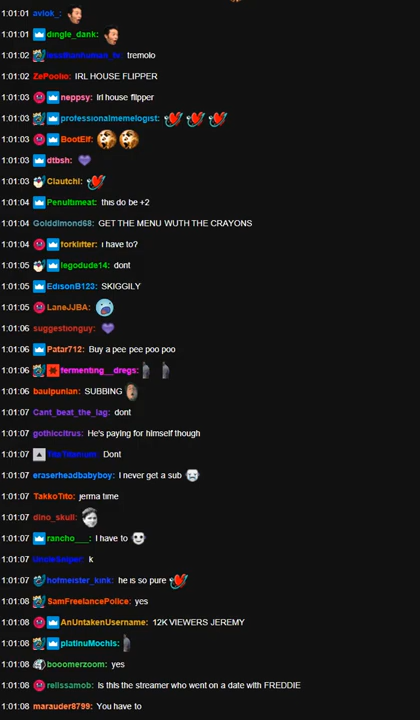 1:01:01 avlok_:
1:01:01 dingle_dank:
1:01:02 tremolo
1:01:02 ZePoolio: IRL HOUSE FLIPPER
1:01:03 neppsy: Irl house flipper
1:01:03 professionalmemelogist:
1:01:03 BootElf:
1:01:03 dtbsh:
1:01:03 Clautchi:
1:01:04 Penultimeat: this do be +2
1:01:04 Golddimond68: GET THE MENU WUTH THE CRAYONS
1:01:04 forklifter: i have to?
1:01:05 legodude14: dont
1:01:05 EdisonB123: SKIGGILY
1:01:05 LaneJJBA:
1:01:06 suggestionguy:
1:01:06 Patar712: Buy a pee pee poo poo
1:01:06 fermenting__dregs:
1:01:06 baulpunian: SUBBING
1:01:07 Cant_beat_the_lag: dont
1:01:07 gothiccitrus: He's paying for himself though
1:01:07 Dont
1:01:07 eraserheadbabyboy: I never get a sub
1:01:07 TakkoTito: jerma time
1:01:07 dino_skull:
1:01:07 rancho___: I have to
1:01:07 k
1:01:07 hofmeister_kink: he is so pure
1:01:08 SamFreelancePolice: yes
1:01:08 AnUntakenUsername: 12K VIEWERS JEREMY
1:01:08 platinuMochis:
1:01:08 booomerzoom: yes
1:01:08 relissamob: Is this the streamer who went on a date with FREDDIE
1:01:08 marauder8799: You have to